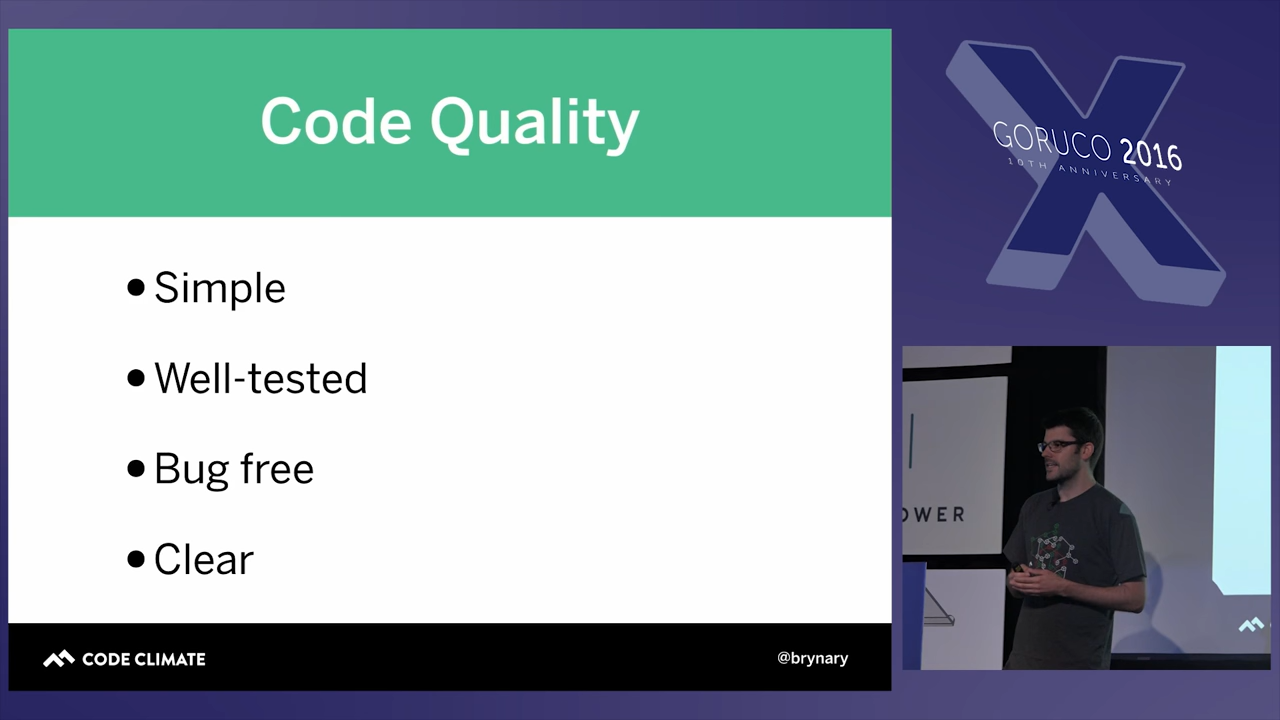 Code Quality
• Simple
• Well-tested
• Bug free
• Clear
CODE CLIMATE
@brynary
GORUCO 2016
10TH ANNIVERSARY
OWER